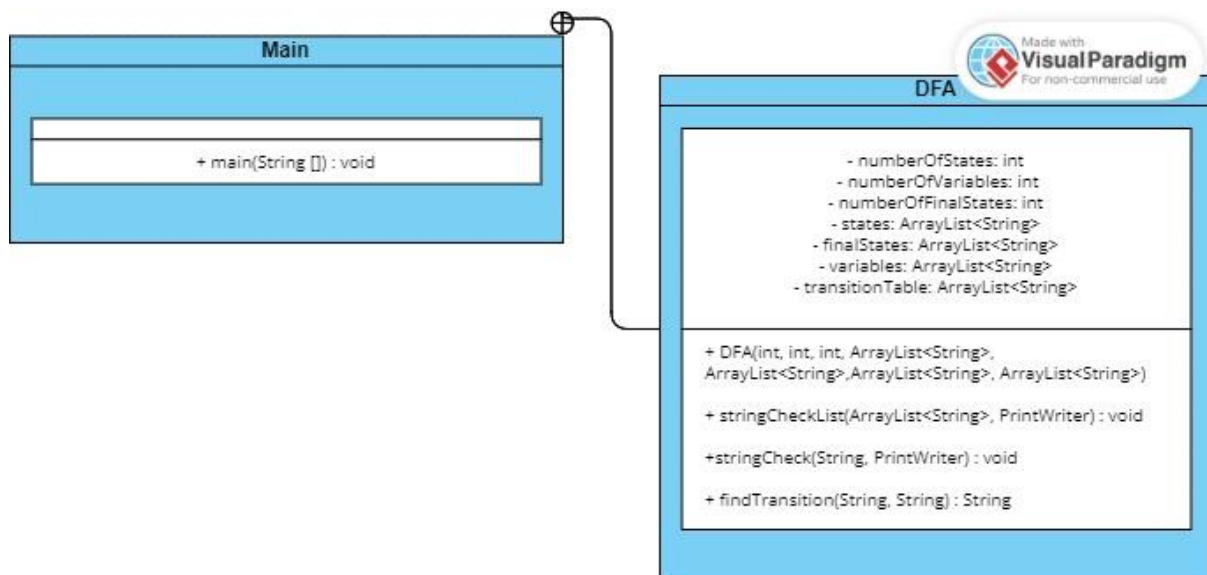 Main
+ main(String []) : void
Made with
Visual Paradigm
For non-commercial use
DFA
- numberOfStates: int
- numberOfVariables: int
- numberOfFinalStates: int
- states: ArrayList<String>
- finalStates: ArrayList<String>
- variables: ArrayList<String>
- transitionTable: ArrayList<String>
+ DFA(int, int, int, ArrayList<String>,
ArrayList<String>,ArrayList<String>, ArrayList<String>)
+ stringCheckList(ArrayList<String>, PrintWriter) : void
+stringCheck(String, PrintWriter) : void
+ findTransition(String, String) : String